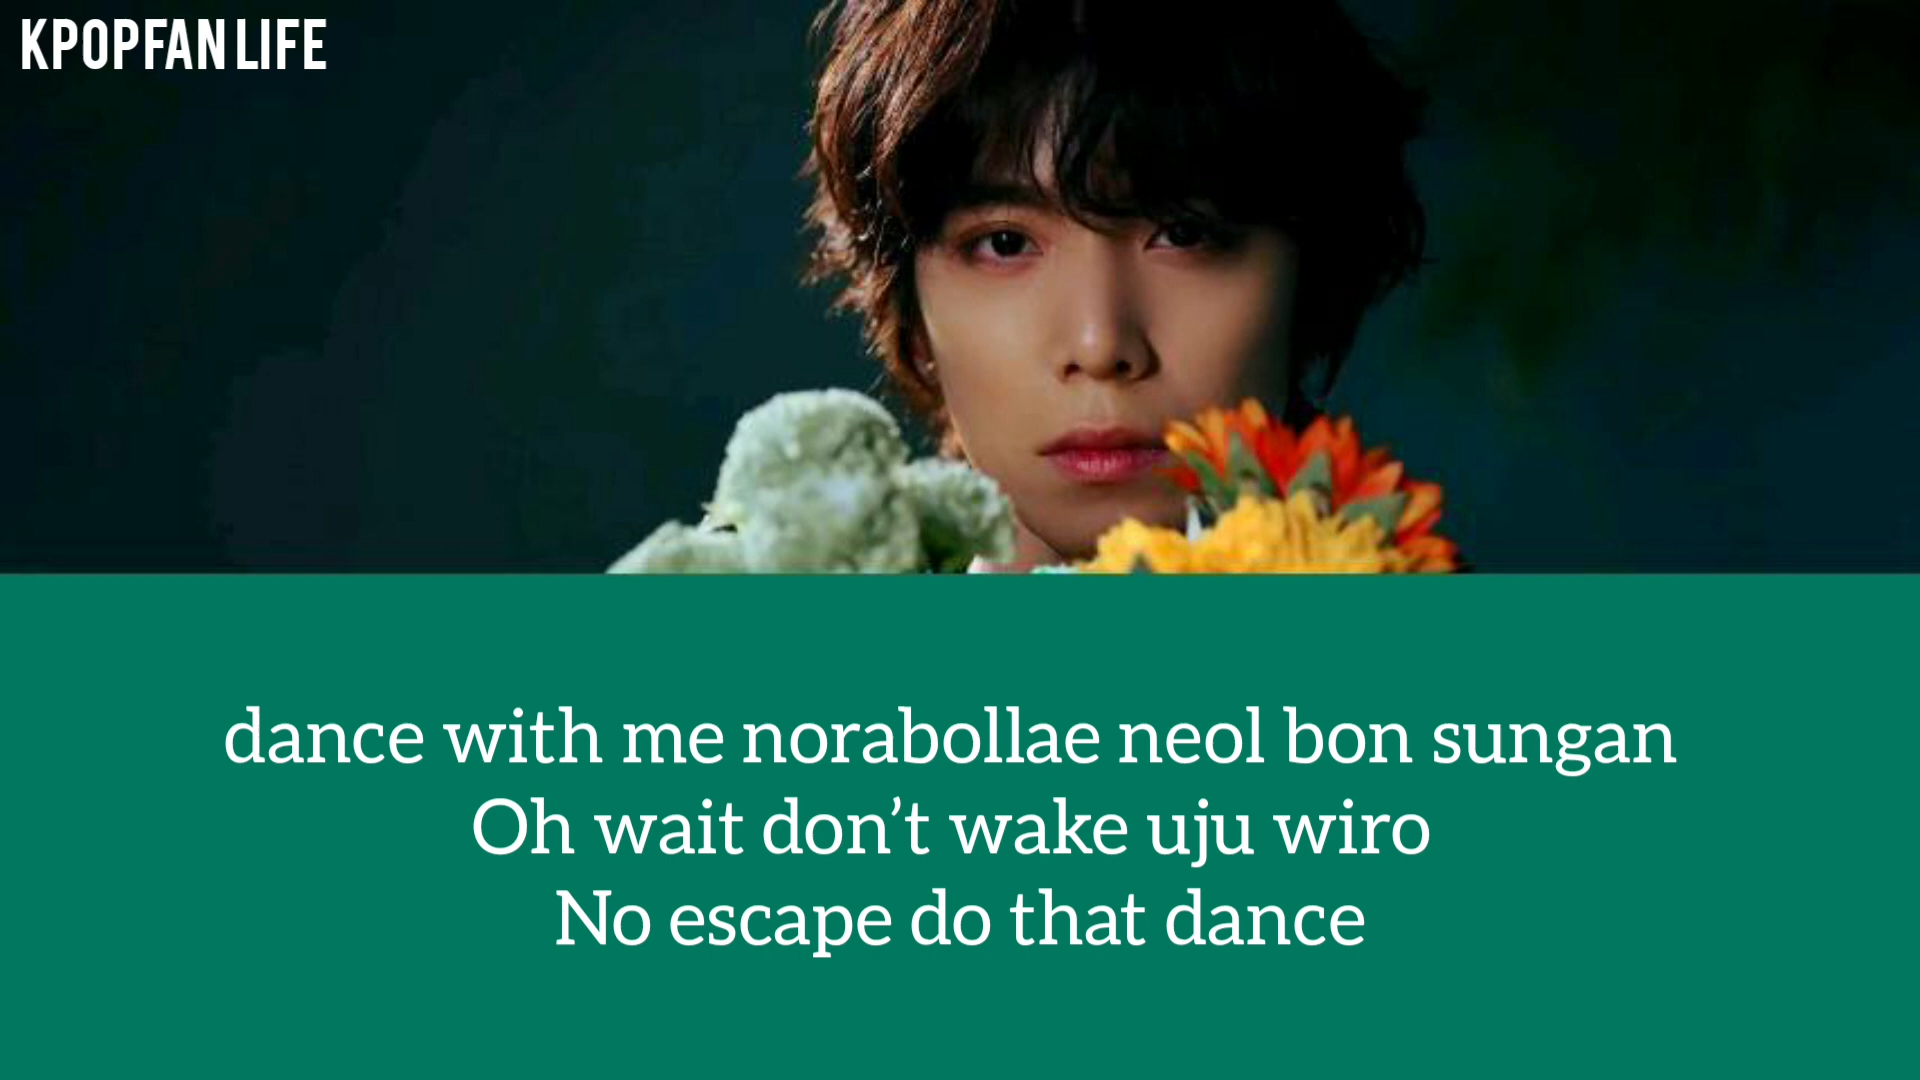 KPOPFAN LIFE
dance with me norabollae neol bon sungan
Oh wait don’t wake uju wiro
No escape do that dance